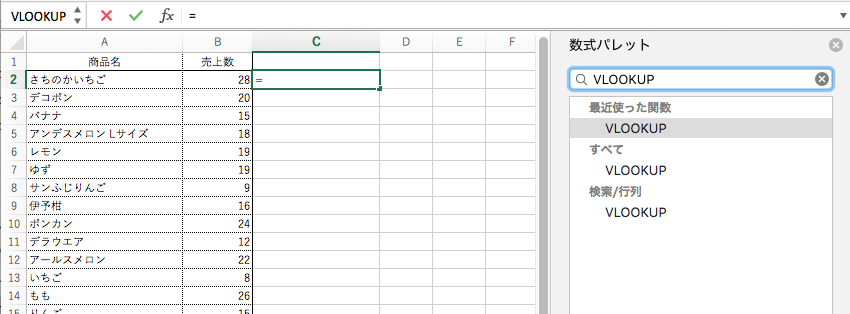 VLOOKUP fx =
A B C D E F
1 商品名 売上数
2 さちのかいちご 28 =
3 デコポン 20
4 バナナ 15
5 アンデスメロン Lサイズ 18
6 レモン 19
7 ゆず 19
8 サンふじりんご 9
9 伊予柑 16
10 ポンカン 24
11 デラウエア 12
12 アールスメロン 22
13 いちご 8
14 もも 26
15 りんご 15
数式パレット
VLOOKUP
最近使った関数
VLOOKUP
すべて
VLOOKUP
検索/行列
VLOOKUP